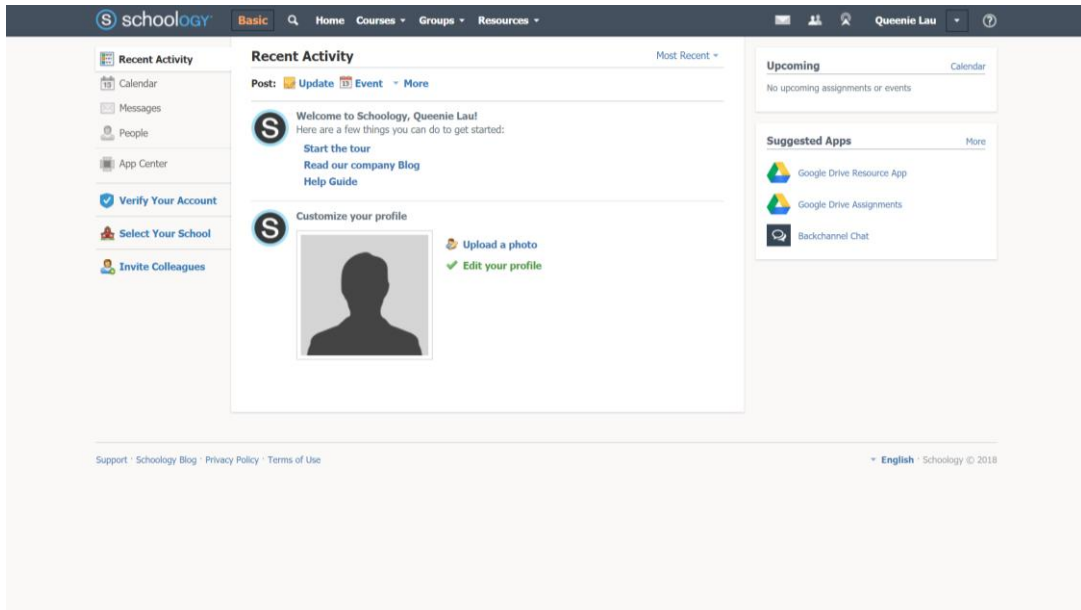 S schoology Basic Home Courses Groups Resources Queenie Lau ?
Recent Activity
Calendar
Messages
People
App Center
Verify Your Account
Select Your School
Invite Colleagues
Recent Activity Most Recent
Post: Update Event More
Welcome to Schoology, Queenie Lau!
Here are a few things you can do to get started:
Start the tour
Read our company Blog
Help Guide
Customize your profile
Upload a photo
Edit your profile
Upcoming Calendar
No upcoming assignments or events
Suggested Apps More
Google Drive Resource App
Google Drive Assignments
Backchannel Chat
Support · Schoology Blog · Privacy Policy · Terms of Use
English · Schoology © 2018